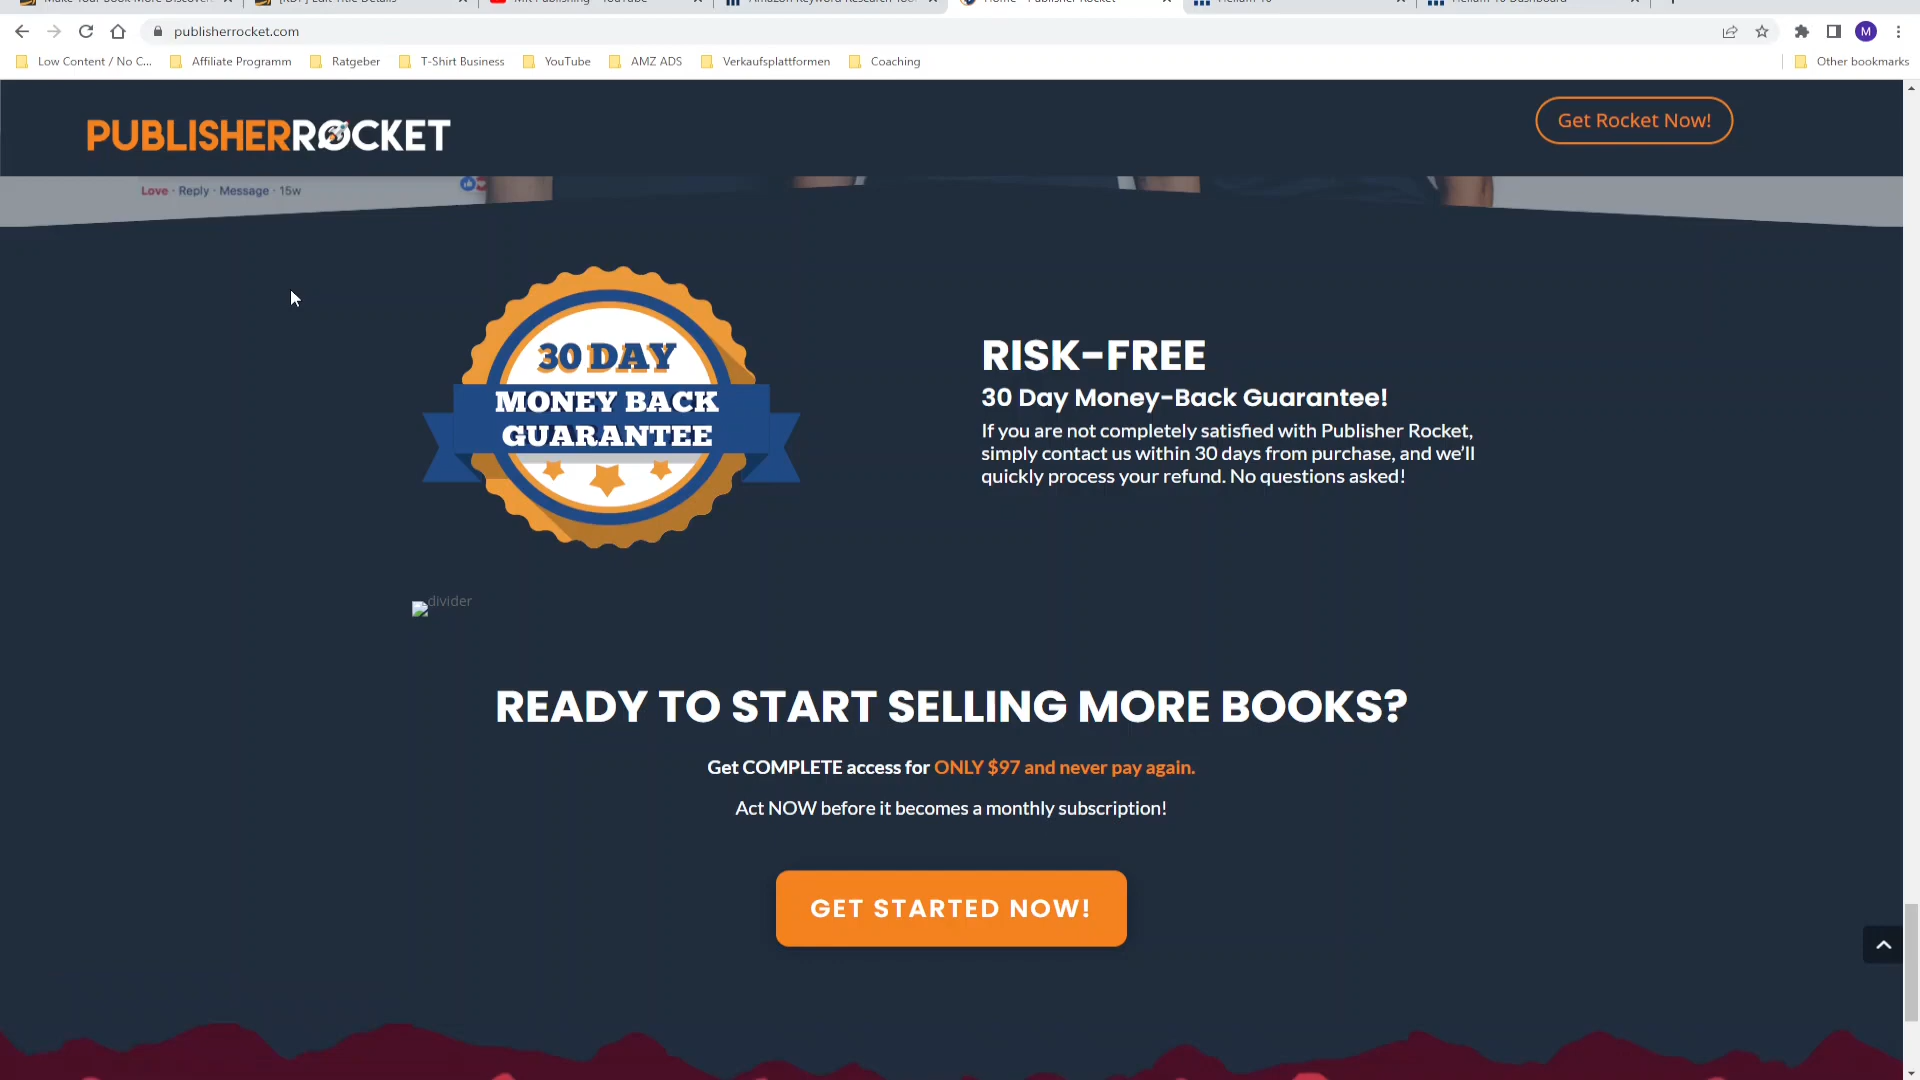 publisherrocket.com
M
Low Content / No C...
Affiliate Programm
Ratgeber
T-Shirt Business
YouTube
AMZ ADS
Verkaufsplattformen
Coaching
Other bookmarks
PUBLISHERROCKET
Get Rocket Now!
Love · Reply · Message · 15w
30 DAY
MONEY BACK
GUARANTEE
RISK-FREE
30 Day Money-Back Guarantee!
If you are not completely satisfied with Publisher Rocket,
simply contact us within 30 days from purchase, and we'll
quickly process your refund. No questions asked!
divider
READY TO START SELLING MORE BOOKS?
Get COMPLETE access for ONLY $97 and never pay again.
Act NOW before it becomes a monthly subscription!
GET STARTED NOW!